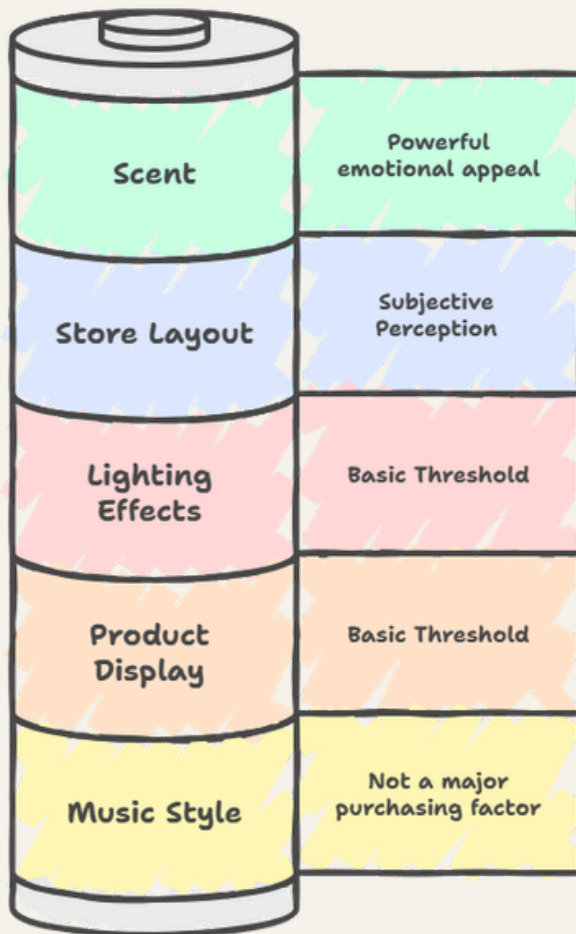 Scent
Powerful
emotional appeal
Store Layout
Subjective
Perception
Lighting
Effects
Basic Threshold
Product
Display
Basic Threshold
Music Style
Not a major
purchasing factor